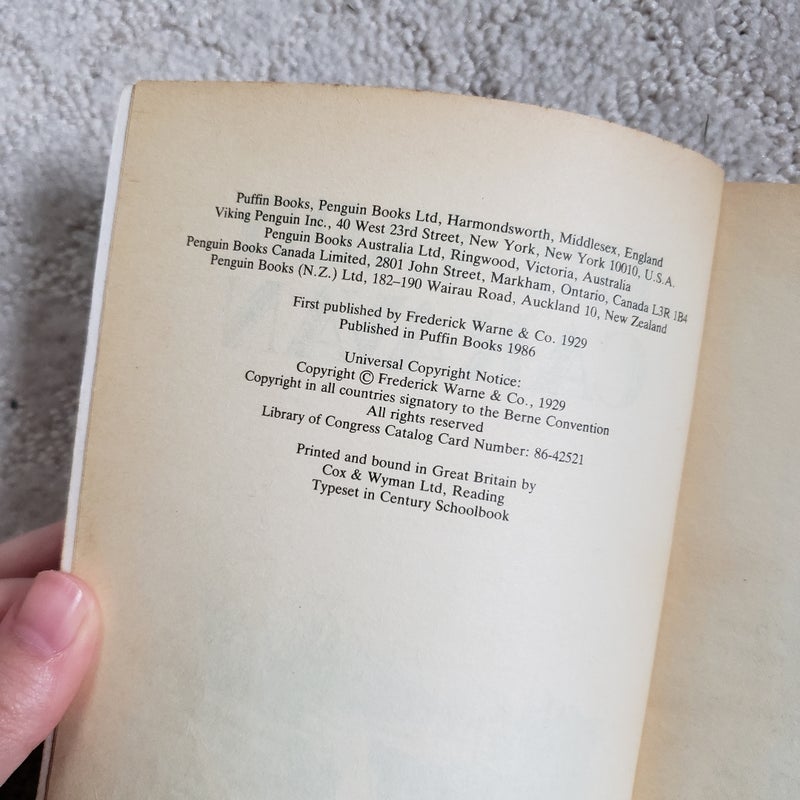 Puffin Books, Penguin Books Ltd, Harmondsworth, Middlesex, England
Viking Penguin Inc., 40 West 23rd Street, New York, New York 10010, U.S.A.
Penguin Books Australia Ltd, Ringwood, Victoria, Australia
Penguin Books Canada Limited, 2801 John Street, Markham, Ontario, Canada L3R 1B4
Penguin Books (N.Z.) Ltd, 182–190 Wairau Road, Auckland 10, New Zealand
First published by Frederick Warne & Co. 1929
Published in Puffin Books 1986
Universal Copyright Notice:
Copyright © Frederick Warne & Co., 1929
Copyright in all countries signatory to the Berne Convention
All rights reserved
Library of Congress Catalog Card Number: 86-42521
Printed and bound in Great Britain by
Cox & Wyman Ltd, Reading
Typeset in Century Schoolbook